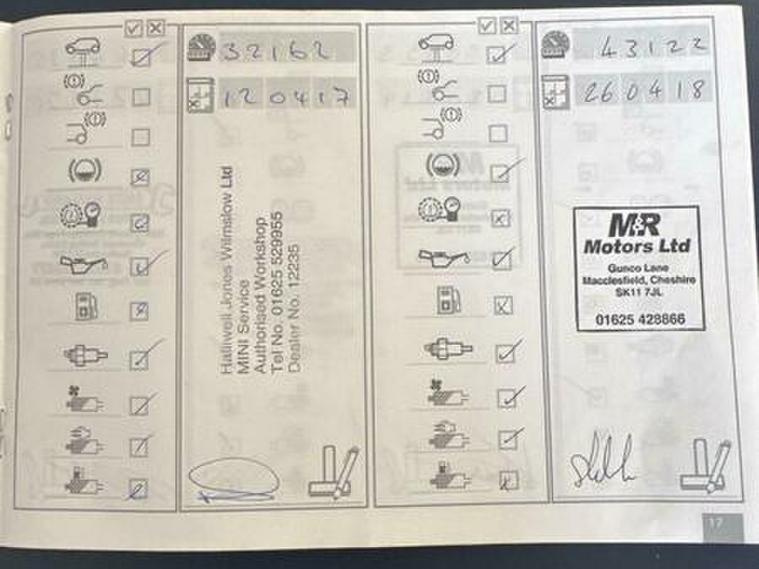 32162
120417
Halliwell Jones Wilmslow Ltd
MINI Service
Authorised Workshop
Tel No. 01625 529955
Dealer No. 12235
43122
260418
M&R
Motors Ltd
Gunco Lane
Macclesfield, Cheshire
SK11 7JL
01625 428866
17